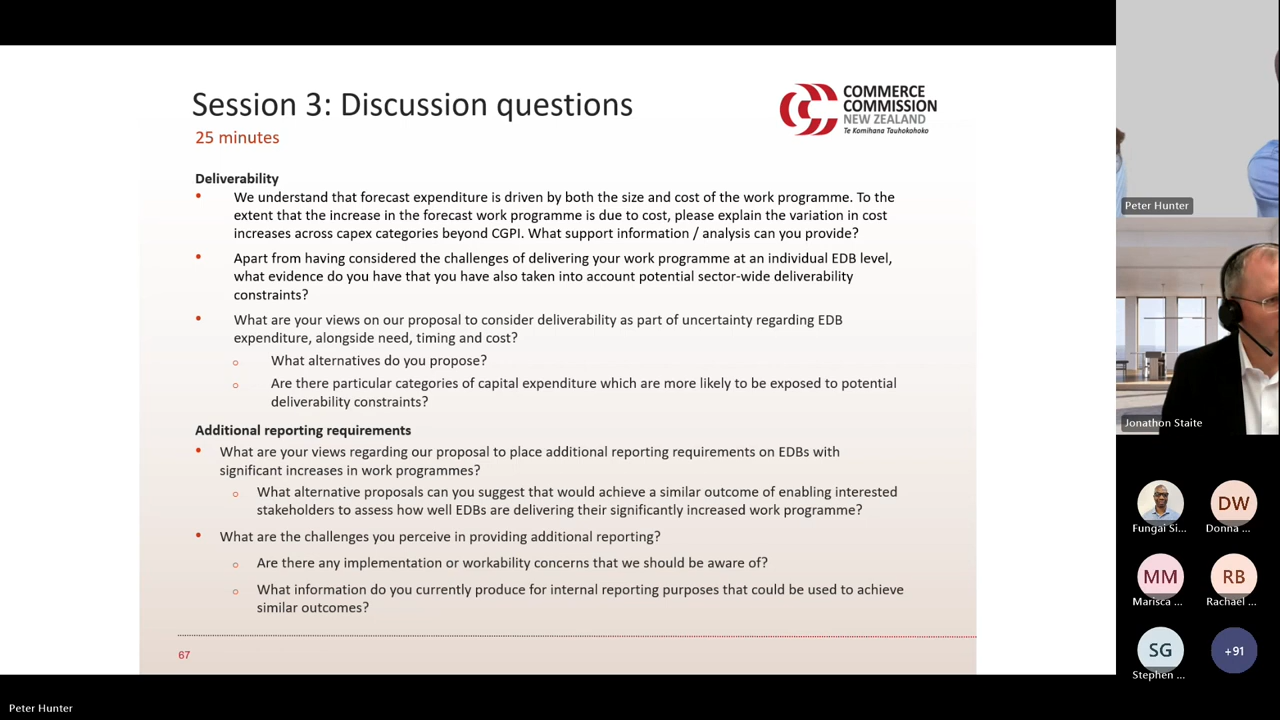 Session 3: Discussion questions
25 minutes
COMMERCE
COMMISSION
NEW ZEALAND
Te Komihana Tauhokohoko
Deliverability
• We understand that forecast expenditure is driven by both the size and cost of the work programme. To the
extent that the increase in the forecast work programme is due to cost, please explain the variation in cost
increases across capex categories beyond CGPI. What support information / analysis can you provide?
• Apart from having considered the challenges of delivering your work programme at an individual EDB level,
what evidence do you have that you have also taken into account potential sector-wide deliverability
constraints?
• What are your views on our proposal to consider deliverability as part of uncertainty regarding EDB
expenditure, alongside need, timing and cost?
o What alternatives do you propose?
o Are there particular categories of capital expenditure which are more likely to be exposed to potential
deliverability constraints?
Additional reporting requirements
• What are your views regarding our proposal to place additional reporting requirements on EDBs with
significant increases in work programmes?
o What alternative proposals can you suggest that would achieve a similar outcome of enabling interested
stakeholders to assess how well EDBs are delivering their significantly increased work programme?
• What are the challenges you perceive in providing additional reporting?
o Are there any implementation or workability concerns that we should be aware of?
o What information do you currently produce for internal reporting purposes that could be used to achieve
similar outcomes?
67
Peter Hunter
Peter Hunter
Jonathon Staite
Fungai Si...
DW
Donna ...
MM
Marisca ...
RB
Rachael ...
SG
Stephen ...
+91